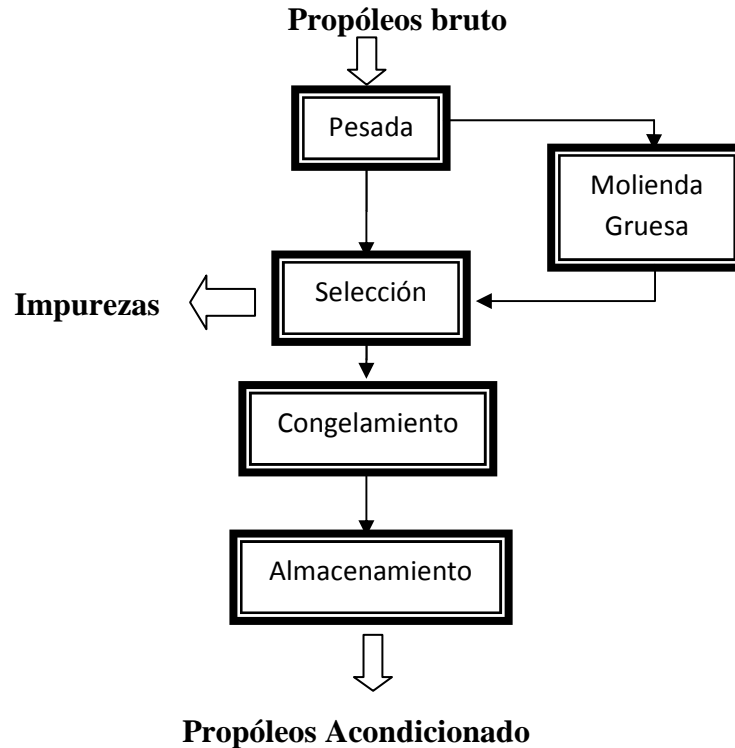 Propóleos bruto
Pesada
Molienda
Gruesa
Selección
Impurezas
Congelamiento
Almacenamiento
Propóleos Acondicionado